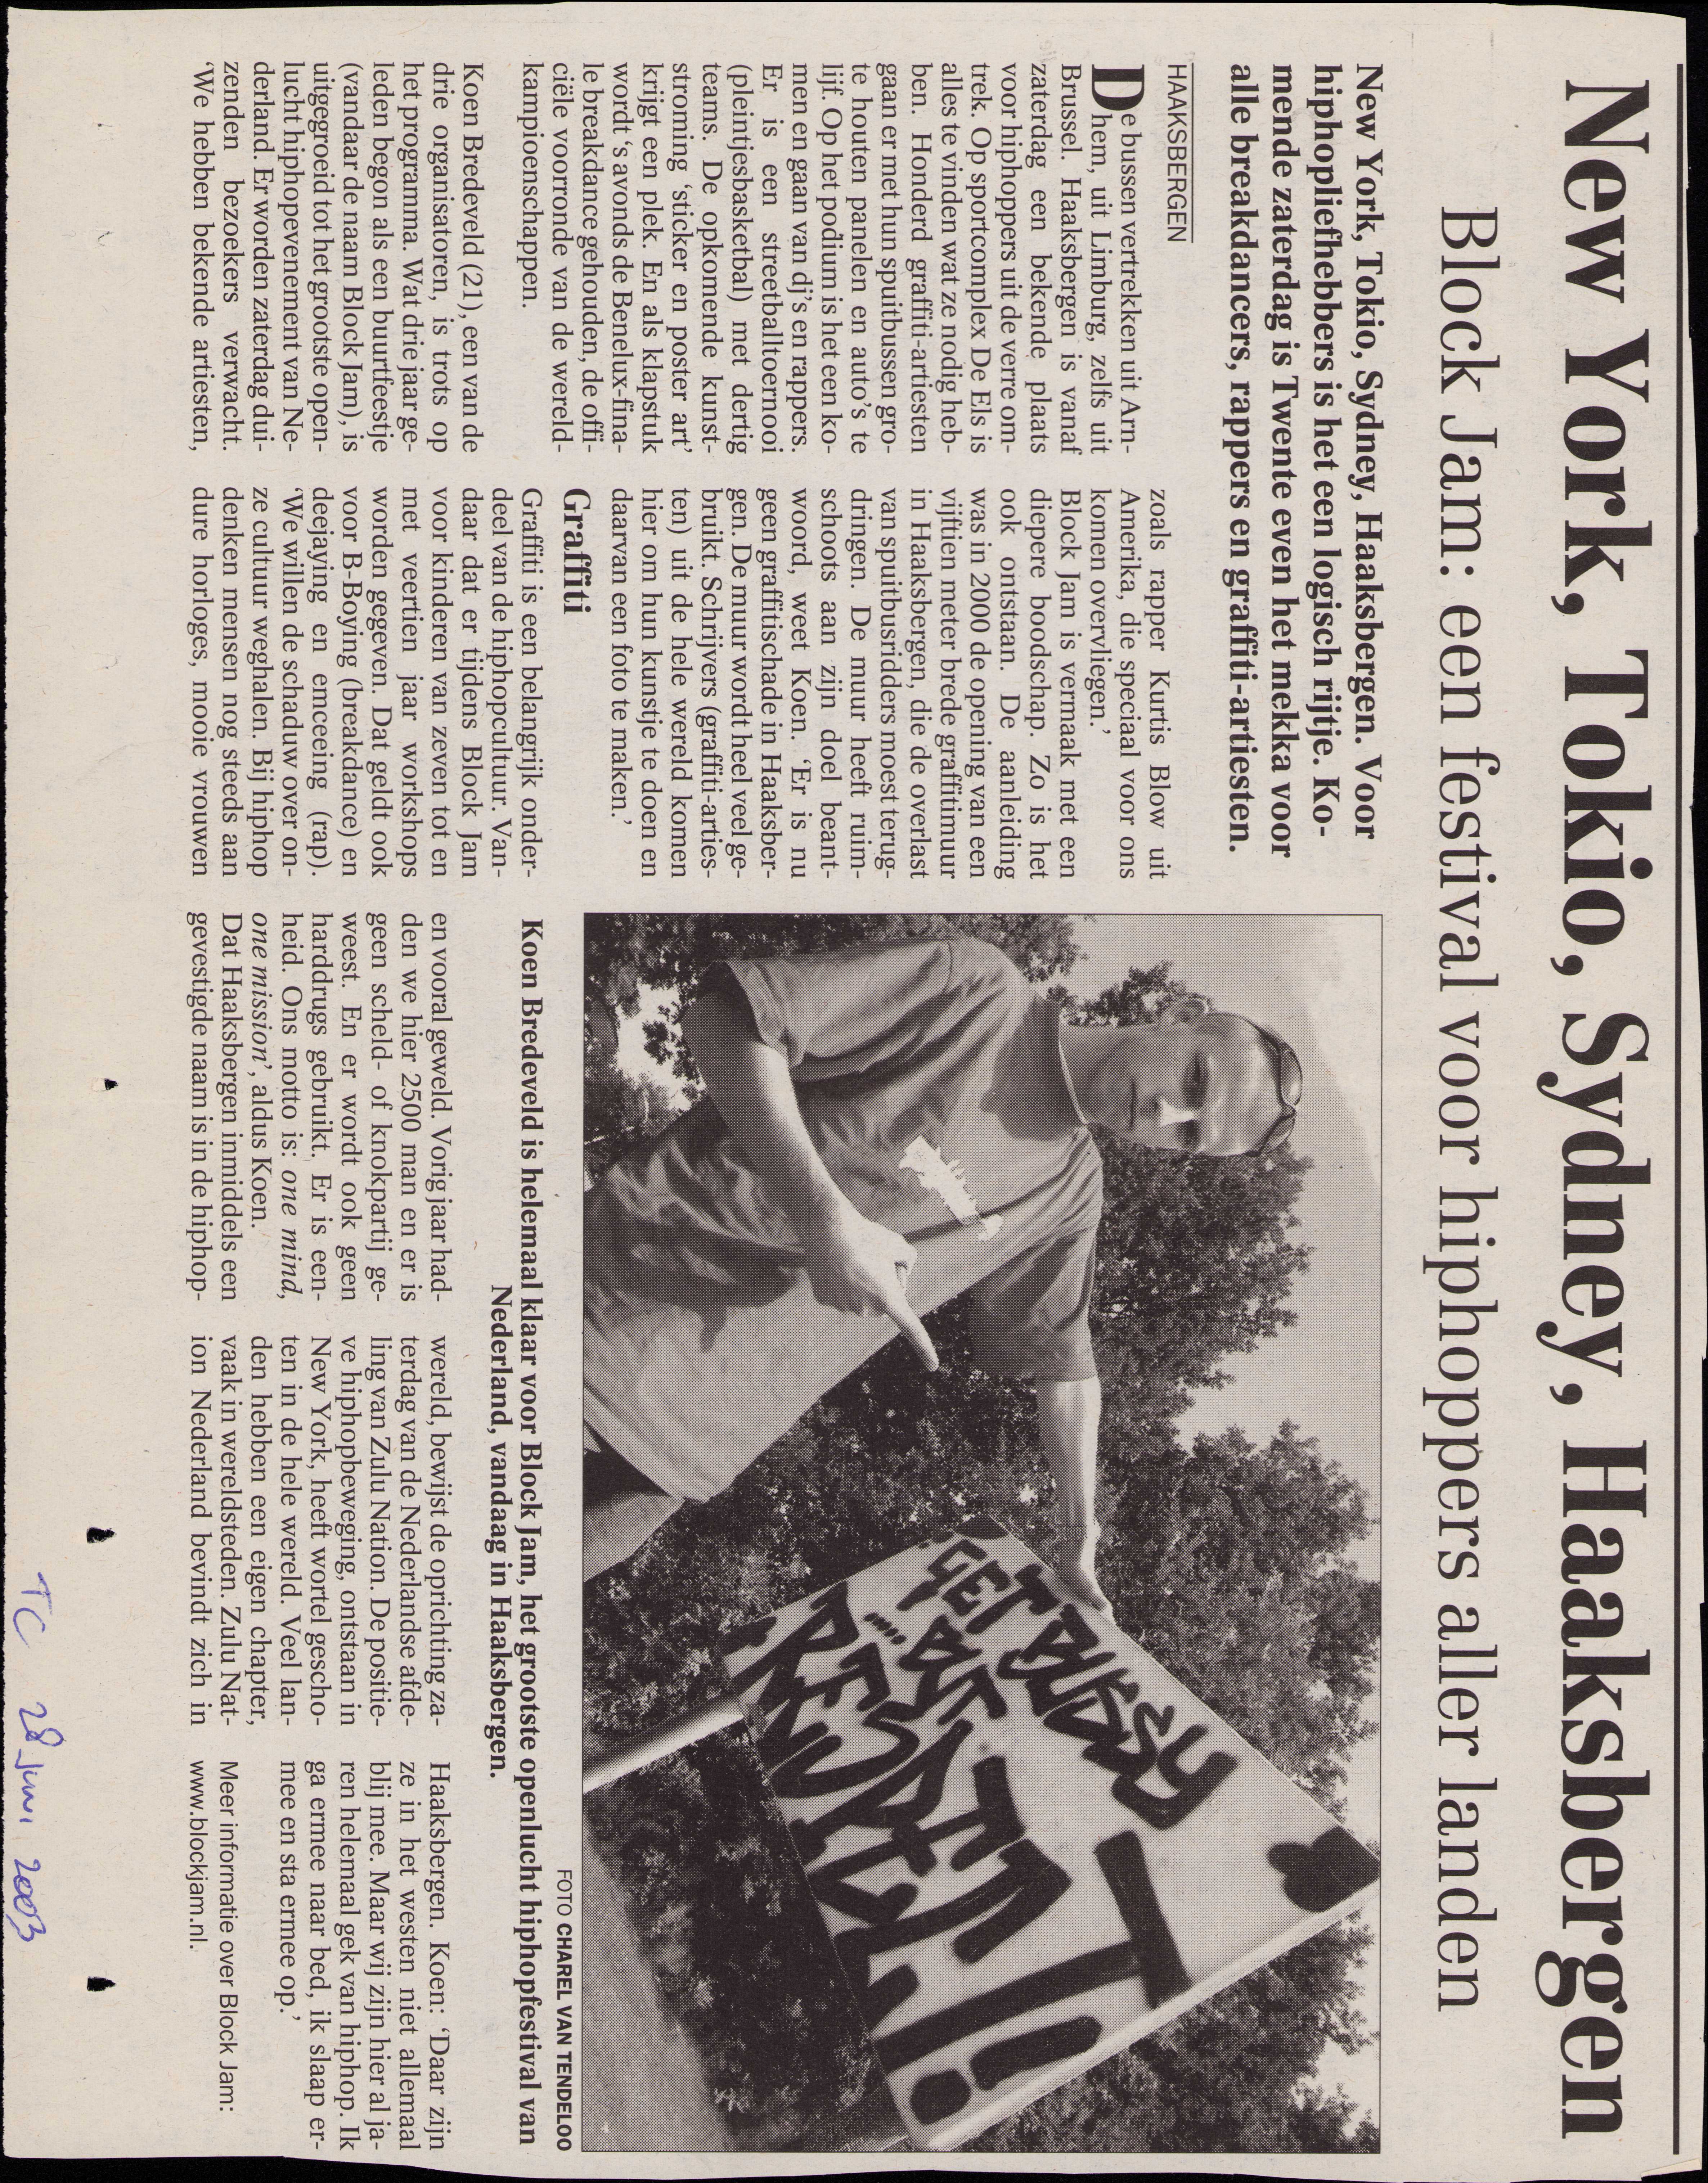 New York, Tokio, Sydney, Haaksbergen
Block Jam: een festival voor hiphoppers aller landen
New York, Tokio, Sydney, Haaksbergen. Voor
hiphopliefhebbers is het een logisch rijtje. Ko-
mende zaterdag is Twente even het mekka voor
alle breakdancers, rappers en graffiti-artiesten.
HAAKSBERGEN
De bussen vertrekken uit Arn-
hem, uit Limburg, zelfs uit
Brussel. Haaksbergen is vanaf
zaterdag een bekende plaats
voor hiphoppers uit de verre om-
trek. Op sportcomplex De Els is
alles te vinden wat ze nodig heb-
ben. Honderd graffiti-artiesten
gaan er met hun spuitbussen gro-
te houten panelen en auto's te
lijf. Op het podium is het een ko-
men en gaan van dj's en rappers.
Er is een streetballtoernooi
(pleintjesbasketbal) met dertig
teams. De opkomende kunst-
stroming 'sticker en poster art'
krijgt een plek. En als klapstuk
wordt 's avonds de Benelux-fina-
le breakdance gehouden, de offi-
ciële voorronde van de wereld-
kampioenschappen.
Koen Bredeveld (21), een van de
drie organisatoren, is trots op
het programma. Wat drie jaar ge-
leden begon als een buurtfeestje
(vandaar de naam Block Jam), is
uitgegroeid tot het grootste open-
lucht hiphopevenement van Ne-
derland. Er worden zaterdag dui-
zenden bezoekers verwacht.
'We hebben bekende artiesten,
zoals rapper Kurtis Blow uit
Amerika, die speciaal voor ons
komen overvliegen.'
Block Jam is vermaak met een
diepere boodschap. Zo is het
ook ontstaan. De aanleiding
was in 2000 de opening van een
vijftien meter brede graffitimuur
in Haaksbergen, die de overlast
van spuitbusridders moest terug-
dringen. De muur heeft ruim-
schoots aan zijn doel beant-
woord, weet Koen. 'Er is nu
geen graffitischade in Haaksber-
gen. De muur wordt heel veel ge-
bruikt. Schrijvers (graffiti-arties-
ten) uit de hele wereld komen
hier om hun kunstje te doen en
daarvan een foto te maken.'
Graffiti
Graffiti is een belangrijk onder-
deel van de hiphopcultuur. Van-
daar dat er tijdens Block Jam
voor kinderen van zeven tot en
met veertien jaar workshops
worden gegeven. Dat geldt ook
voor B-Boying (breakdance) en
deejaying en emceeing (rap).
'We willen de schaduw over on-
ze cultuur weghalen. Bij hiphop
denken mensen nog steeds aan
dure horloges, mooie vrouwen
GET BUSY
....BT
T
!!
FOTO CHAREL VAN TENDELOO
Koen Bredeveld is helemaal klaar voor Block Jam, het grootste openlucht hiphopfestival van
Nederland, vandaag in Haaksbergen.
en vooral geweld. Vorig jaar had-
den we hier 2500 man en er is
geen scheld- of knokpartij ge-
weest. En er wordt ook geen
harddrugs gebruikt. Er is een-
heid. Ons motto is: one mind,
one mission', aldus Koen.
Dat Haaksbergen inmiddels een
gevestigde naam is in de hiphop-
wereld, bewijst de oprichting za-
terdag van de Nederlandse afde-
ling van Zulu Nation. De positie-
ve hiphopbeweging, ontstaan in
New York, heeft wortel gescho-
ten in de hele wereld. Veel lan-
den hebben een eigen chapter,
vaak in wereldsteden. Zulu Nat-
ion Nederland bevindt zich in
Haaksbergen. Koen: 'Daar zijn
ze in het westen niet allemaal
blij mee. Maar wij zijn hier al ja-
ren helemaal gek van hiphop. Ik
ga ermee naar bed, ik slaap er-
mee en sta ermee op.'
Meer informatie over Block Jam:
www.blockjam.nl.
TC 28 juni 2003